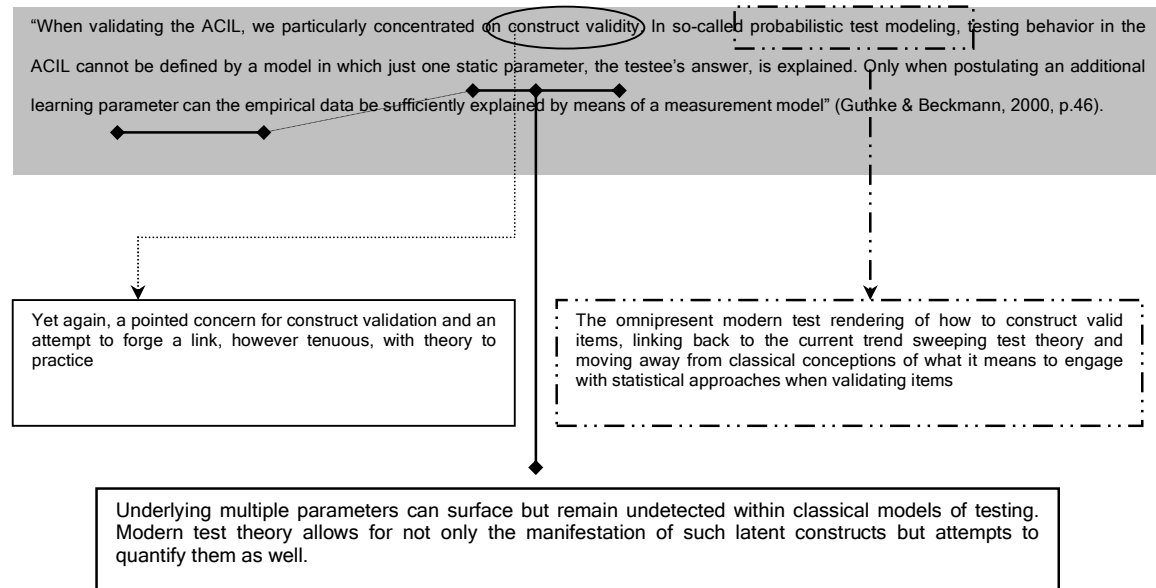 “When validating the ACIL, we particularly concentrated on construct validity. In so-called probabilistic test modeling, testing behavior in the
ACIL cannot be defined by a model in which just one static parameter, the testee’s answer, is explained. Only when postulating an additional
learning parameter can the empirical data be sufficiently explained by means of a measurement model” (Guthke & Beckmann, 2000, p.46).
Yet again, a pointed concern for construct validation and an
attempt to forge a link, however tenuous, with theory to
practice
The omnipresent modern test rendering of how to construct valid
items, linking back to the current trend sweeping test theory and
moving away from classical conceptions of what it means to engage
with statistical approaches when validating items
Underlying multiple parameters can surface but remain undetected within classical models of testing.
Modern test theory allows for not only the manifestation of such latent constructs but attempts to
quantify them as well.